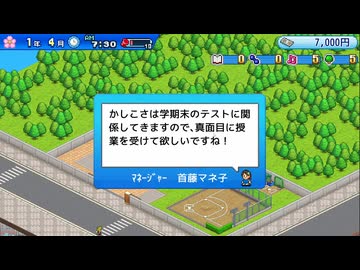 1年 4月 AM 7:30 10 7,000円
0 0 5 5
かしこさは学期末のテストに関
係してきますので、真面目に授
業を受けて欲しいですね！
ﾏﾈｰｼﾞｬｰ 首藤マネ子